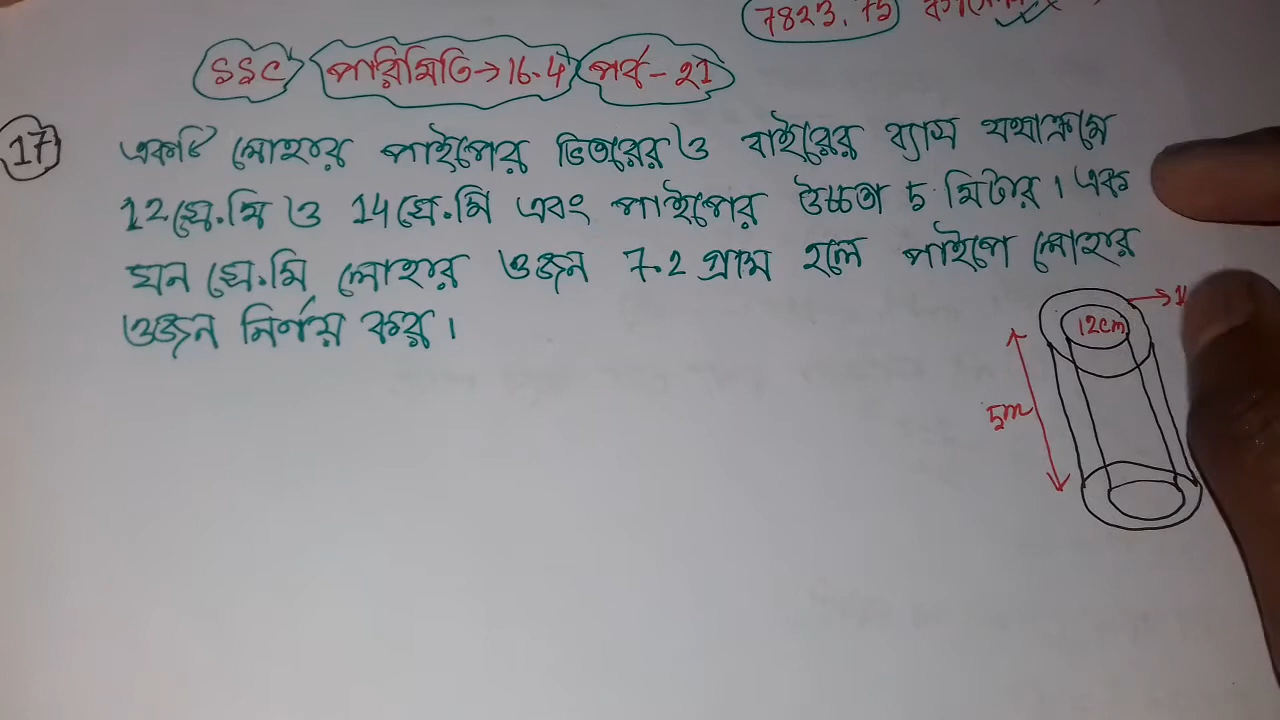 7823.75
SSC পরিমিতি→16.4 পর্ব-21
17 একটি লোহার পাইপের ভিতরের ও বাইরের ব্যাস যথাক্রমে
12 সে.মি ও 14 সে.মি এবং পাইপের উচ্চতা 5 মিটার। এক
ঘন সে.মি লোহার ওজন 7.2 গ্রাম হলে পাইপে লোহার
ওজন নির্ণয় কর।
12cm
5m